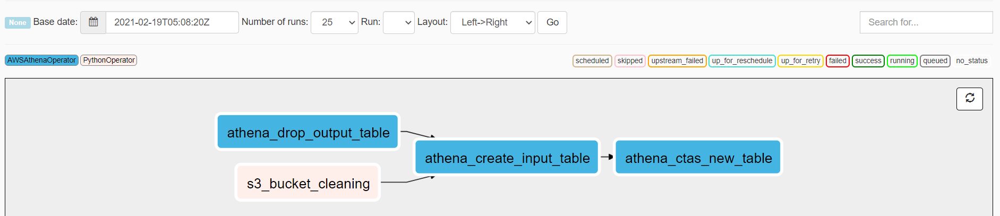 None Base date: 2021-02-19T05:08:20Z Number of runs: 25 Run: Layout: Left->Right Go Search for...
AWSAthenaOperator PythonOperator scheduled skipped upstream_failed up_for_reschedule up_for_retry failed success running queued no_status
athena_drop_output_table
athena_create_input_table athena_ctas_new_table
s3_bucket_cleaning